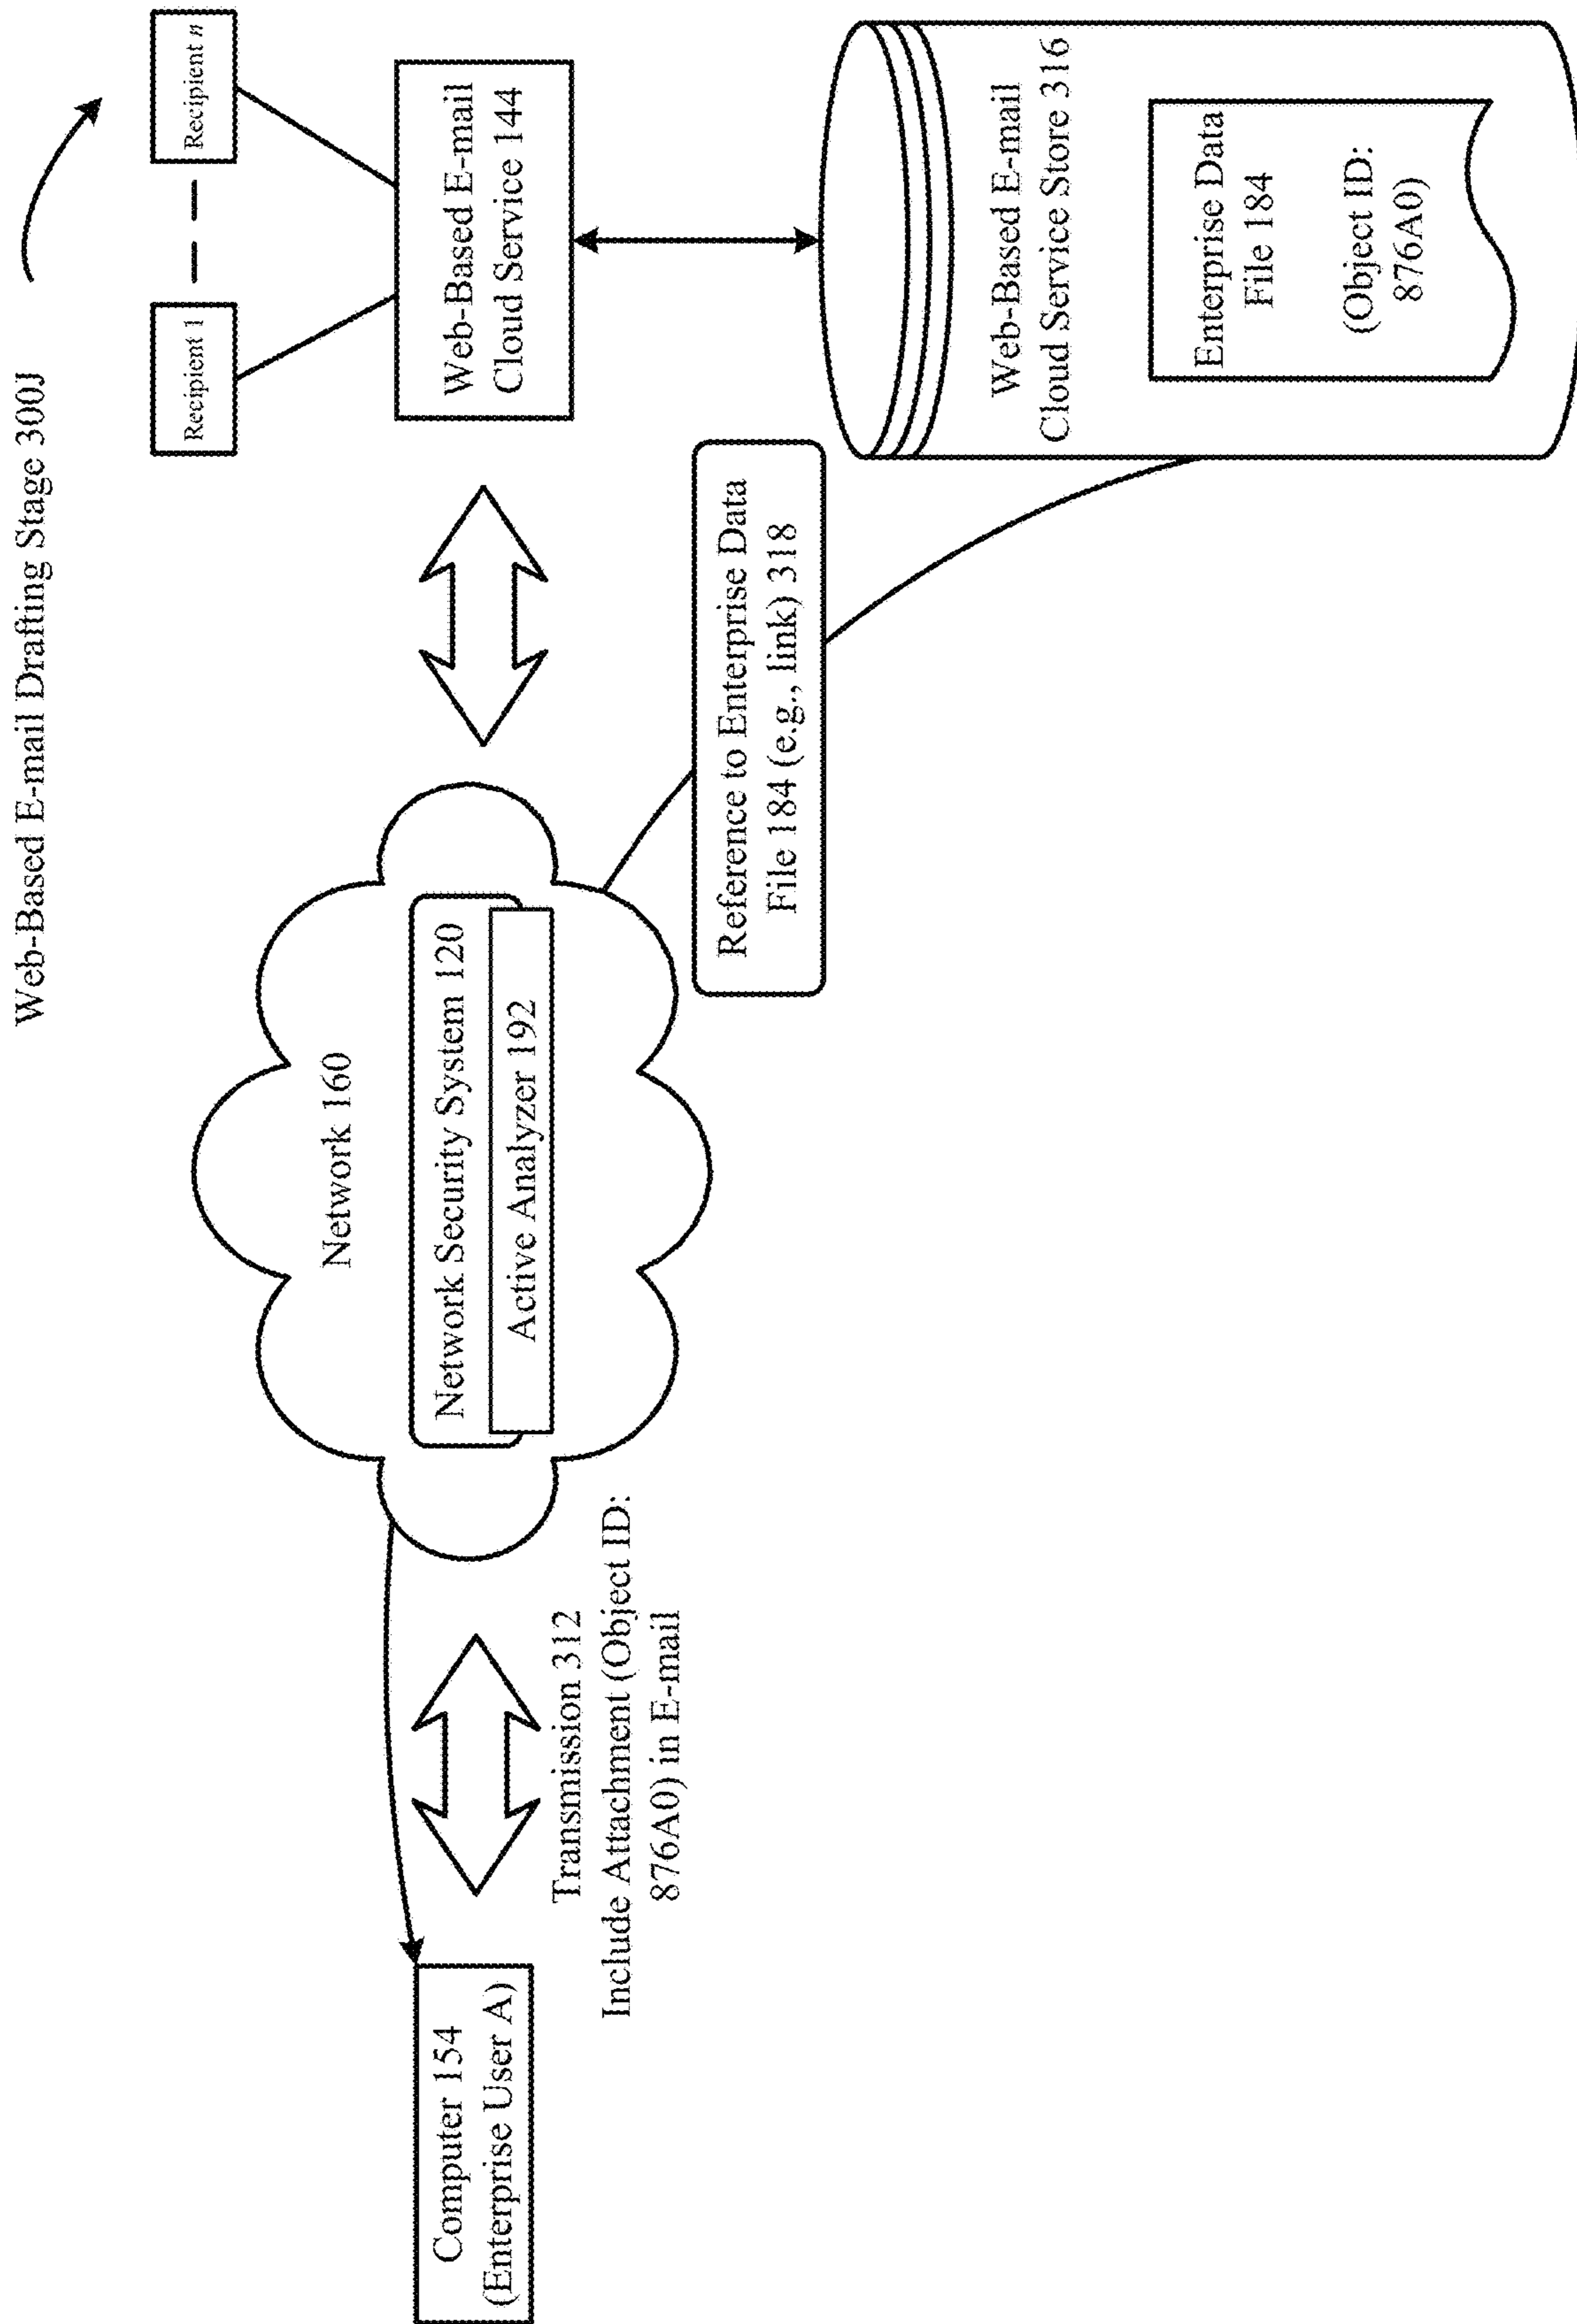 Web-Based E-mail Drafting Stage 300J
Computer 154
(Enterprise User A)
Transmission 312
Include Attachment (Object ID:
876A0) in E-mail
Network 160
Network Security System 120
Active Analyzer 192
Reference to Enterprise Data
File 184 (e.g., link) 318
Recipient 1
Recipient n
Web-Based E-mail
Cloud Service 144
Web-Based E-mail
Cloud Service Store 316
Enterprise Data
File 184
(Object ID:
876A0)